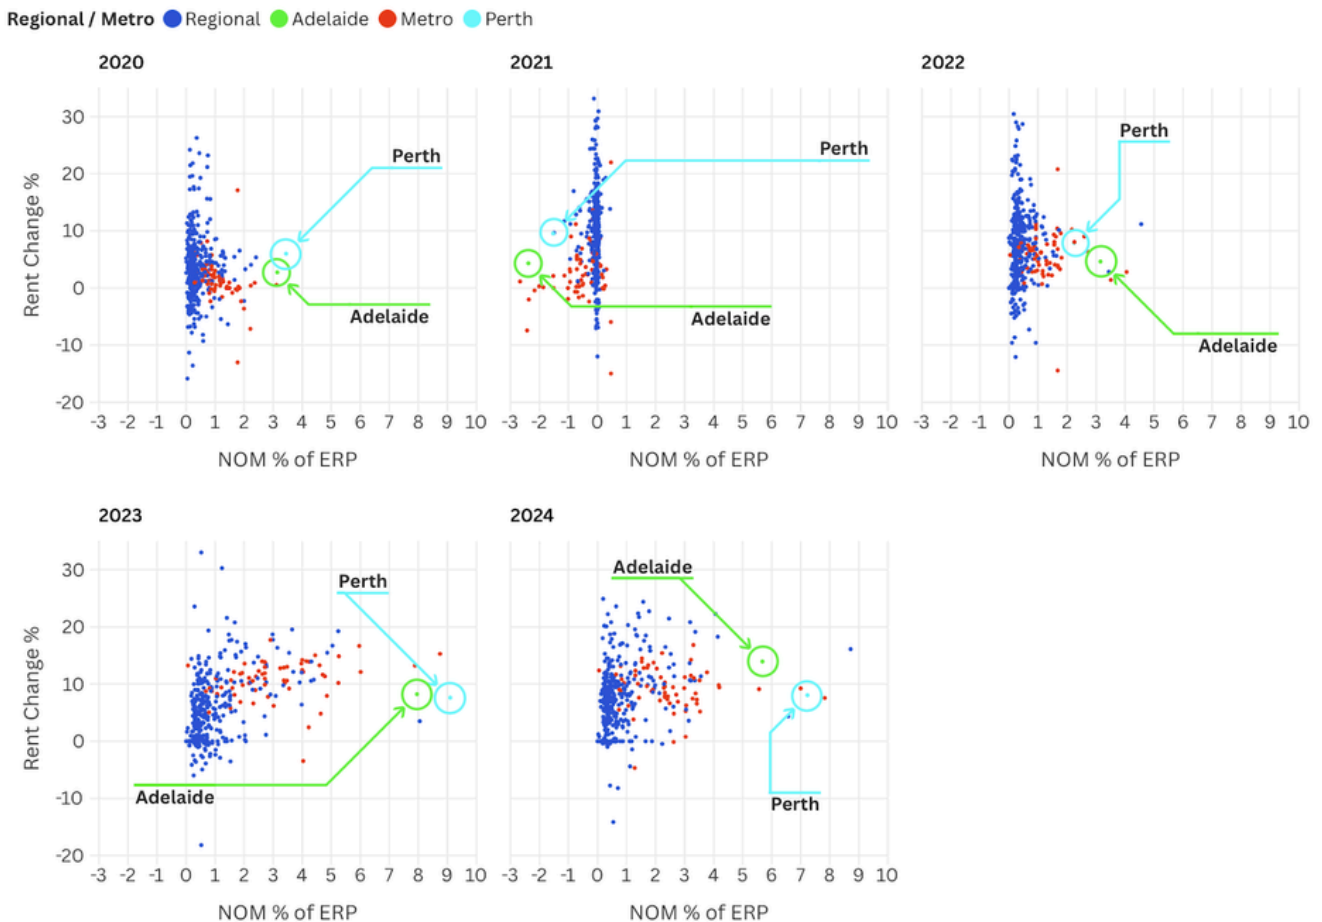 Regional / Metro Regional Adelaide Metro Perth
2020
Rent Change %
30
20
10
0
-10
-20
Perth
Adelaide
-3 -2 -1 0 1 2 3 4 5 6 7 8 9 10
NOM % of ERP
2021
Perth
Adelaide
-3 -2 -1 0 1 2 3 4 5 6 7 8 9 10
NOM % of ERP
2022
Perth
Adelaide
-3 -2 -1 0 1 2 3 4 5 6 7 8 9 10
NOM % of ERP
2023
Rent Change %
30
20
10
0
-10
-20
Perth
Adelaide
-3 -2 -1 0 1 2 3 4 5 6 7 8 9 10
NOM % of ERP
2024
Adelaide
Perth
-3 -2 -1 0 1 2 3 4 5 6 7 8 9 10
NOM % of ERP